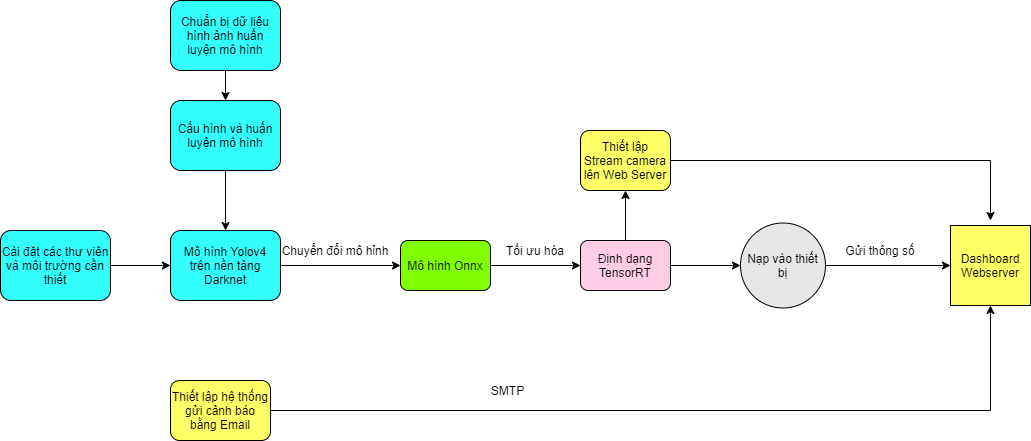 Chuẩn bị dữ liệu
hình ảnh huấn
luyện mô hình
Cấu hình và huấn
luyện mô hình
Cài đặt các thư viên
và môi trường cần
thiết
Mô hình Yolov4
trên nền tảng
Darknet
Chuyển đổi mô hình
Mô hình Onnx
Tối ưu hóa
Định dạng
TensorRT
Thiết lập
Stream camera
lên Web Server
Nạp vào thiết
bị
Gửi thông số
Dashboard
Webserver
Thiết lập hệ thống
gửi cảnh báo
bằng Email
SMTP